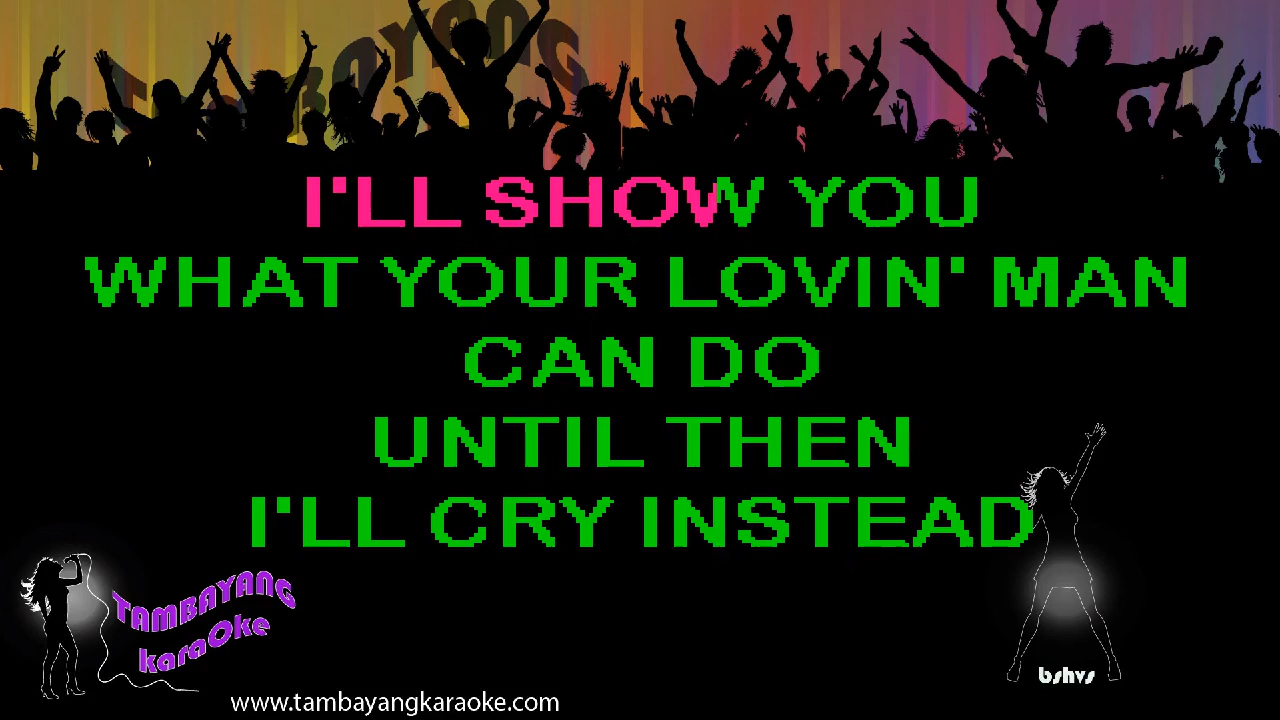 TAMBAYANG
I'LL SHOW YOU
WHAT YOUR LOVIN' MAN
CAN DO
UNTIL THEN
I'LL CRY INSTEAD
TAMBAYANG
karaOke
bshvs
www.tambayangkaraoke.com